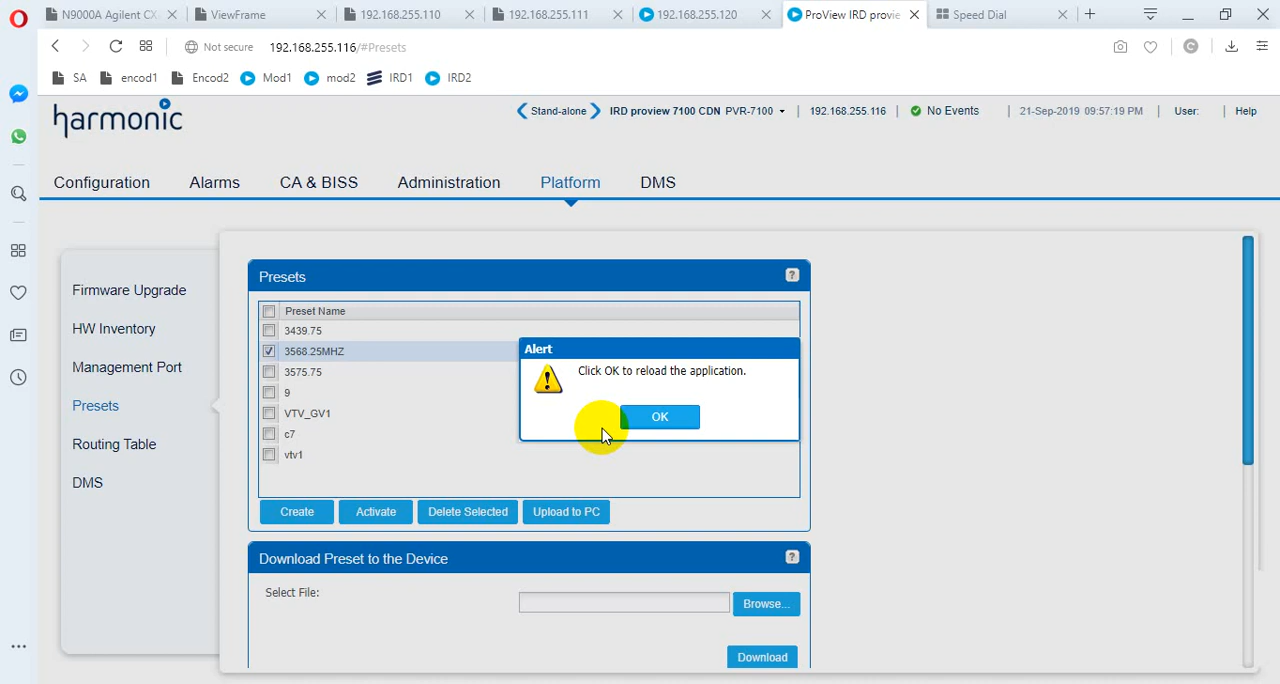 N9000A Agilent CX
ViewFrame
192.168.255.110
192.168.255.111
192.168.255.120
ProView IRD provie
Speed Dial
Not secure
192.168.255.116/#Presets
SA
encod1
Encod2
Mod1
mod2
IRD1
IRD2
harmonic
Stand-alone
IRD proview 7100 CDN PVR-7100
192.168.255.116
No Events
21-Sep-2019 09:57:19 PM
User:
Help
Configuration
Alarms
CA & BISS
Administration
Platform
DMS
Firmware Upgrade
HW Inventory
Management Port
Presets
Routing Table
DMS
Presets
?
Preset Name
3439.75
3568.25MHZ
3575.75
9
VTV_GV1
c7
vtv1
Alert
Click OK to reload the application.
OK
Create
Activate
Delete Selected
Upload to PC
Download Preset to the Device
?
Select File:
Browse...
Download